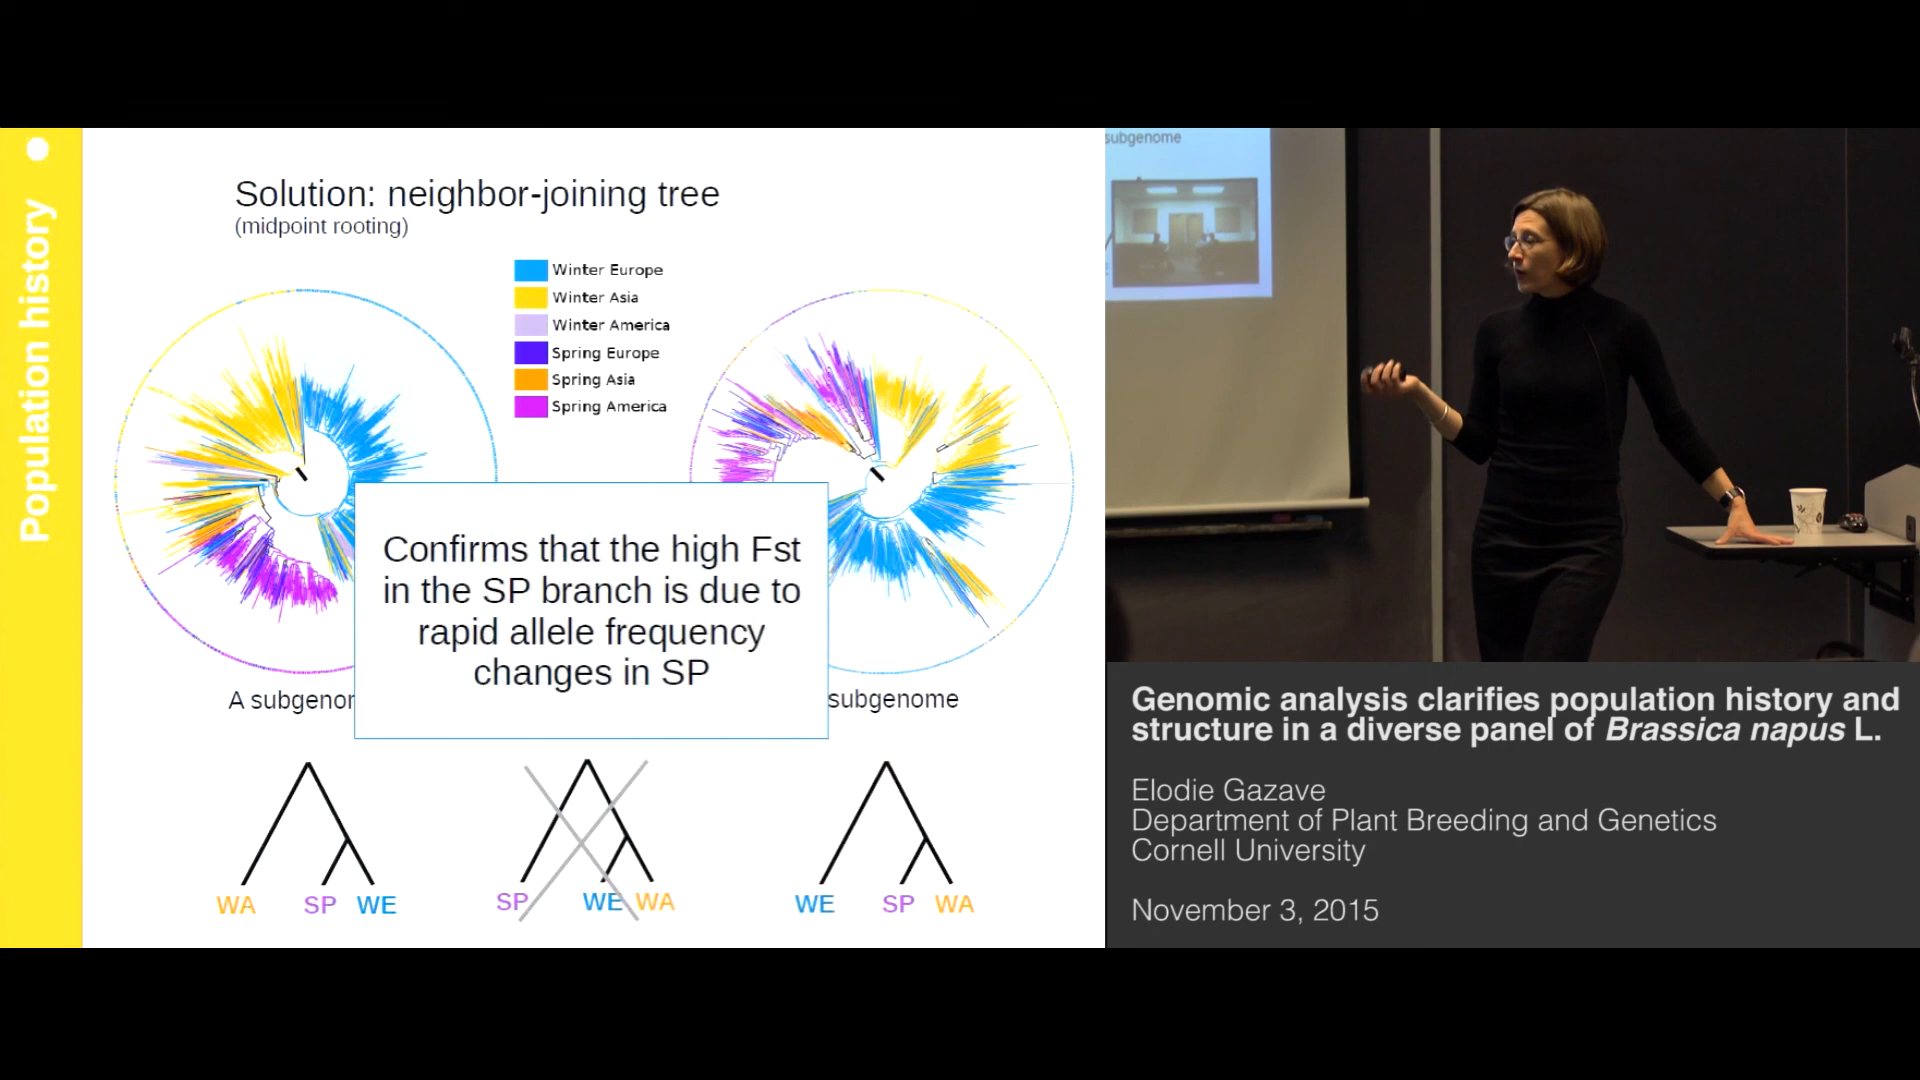 Population history
Solution: neighbor-joining tree
(midpoint rooting)
Winter Europe
Winter Asia
Winter America
Spring Europe
Spring Asia
Spring America
Confirms that the high Fst
in the SP branch is due to
rapid allele frequency
changes in SP
A subgenom
subgenome
WA SP WE
SP WE WA
WE SP WA
subgenome
Genomic analysis clarifies population history and
structure in a diverse panel of Brassica napus L.
Elodie Gazave
Department of Plant Breeding and Genetics
Cornell University
November 3, 2015